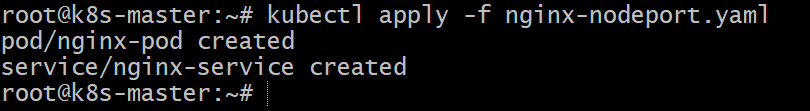 root@k8s-master:~# kubectl apply -f nginx-nodeport.yaml
pod/nginx-pod created
service/nginx-service created
root@k8s-master:~#